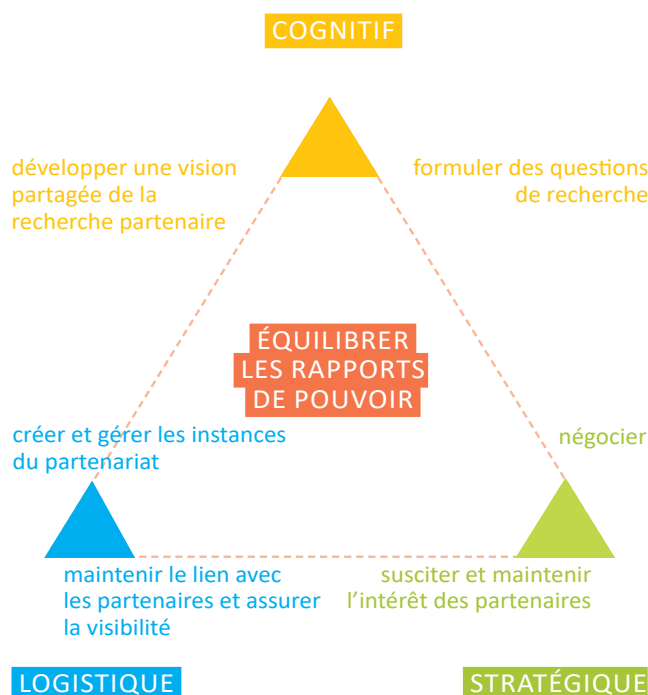 COGNITIF
développer une vision
partagée de la
recherche partenaire
formuler des questions
de recherche
ÉQUILIBRER
LES RAPPORTS
DE POUVOIR
créer et gérer les instances
du partenariat
négocier
maintenir le lien avec
les partenaires et assurer
la visibilité
susciter et maintenir
l’intérêt des partenaires
LOGISTIQUE
STRATÉGIQUE